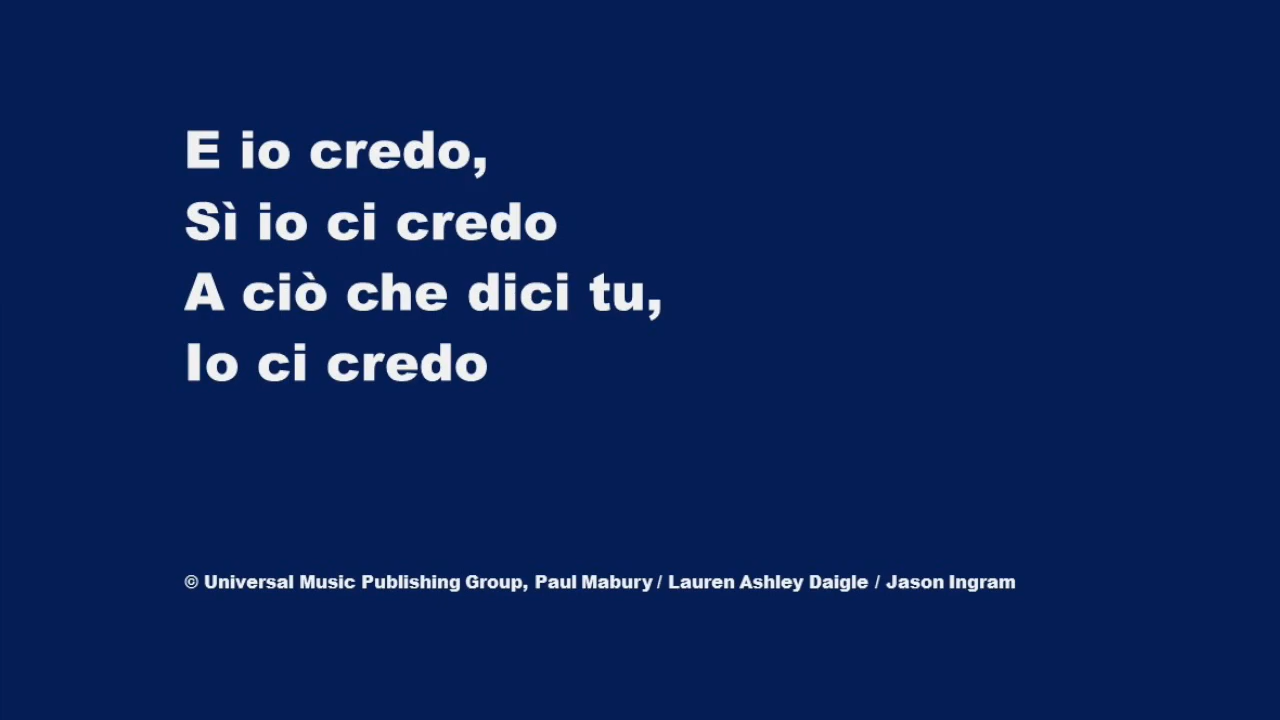 E io credo,
Sì io ci credo
A ciò che dici tu,
Io ci credo
© Universal Music Publishing Group, Paul Mabury / Lauren Ashley Daigle / Jason Ingram